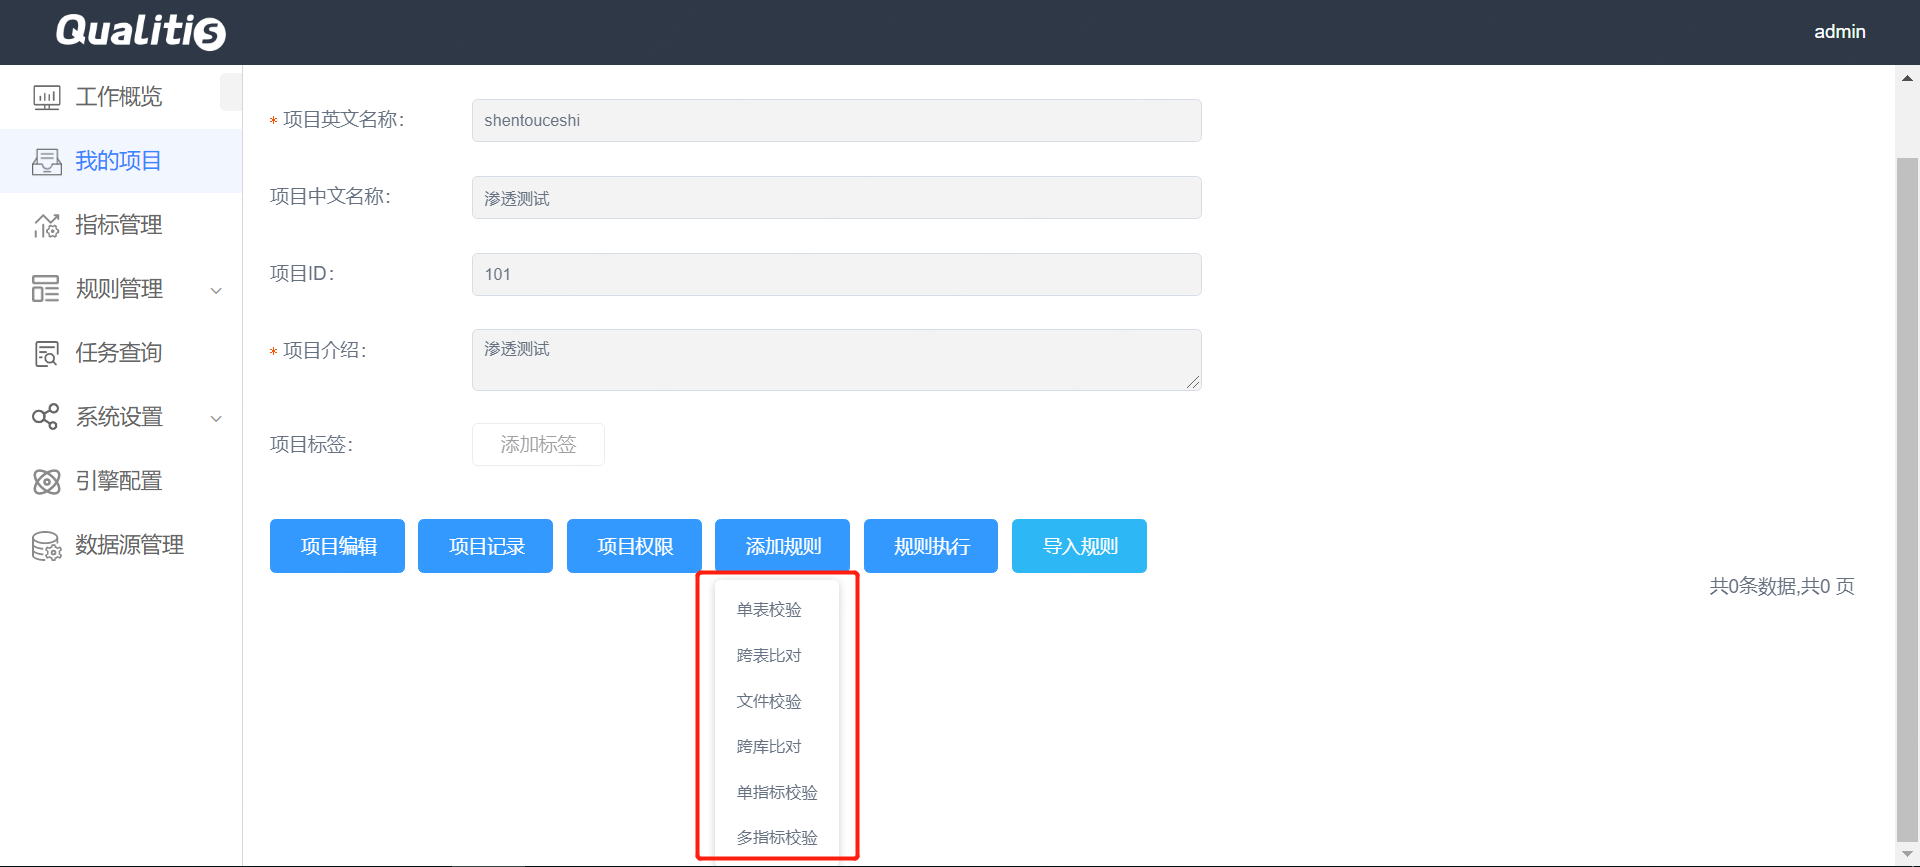 Qualitis
admin
工作概览
我的项目
指标管理
规则管理
任务查询
系统设置
引擎配置
数据源管理
* 项目英文名称:
shentouceshi
项目中文名称:
渗透测试
项目ID:
101
* 项目介绍:
渗透测试
项目标签:
添加标签
项目编辑
项目记录
项目权限
添加规则
规则执行
导入规则
共0条数据,共0 页
单表校验
跨表比对
文件校验
跨库比对
单指标校验
多指标校验